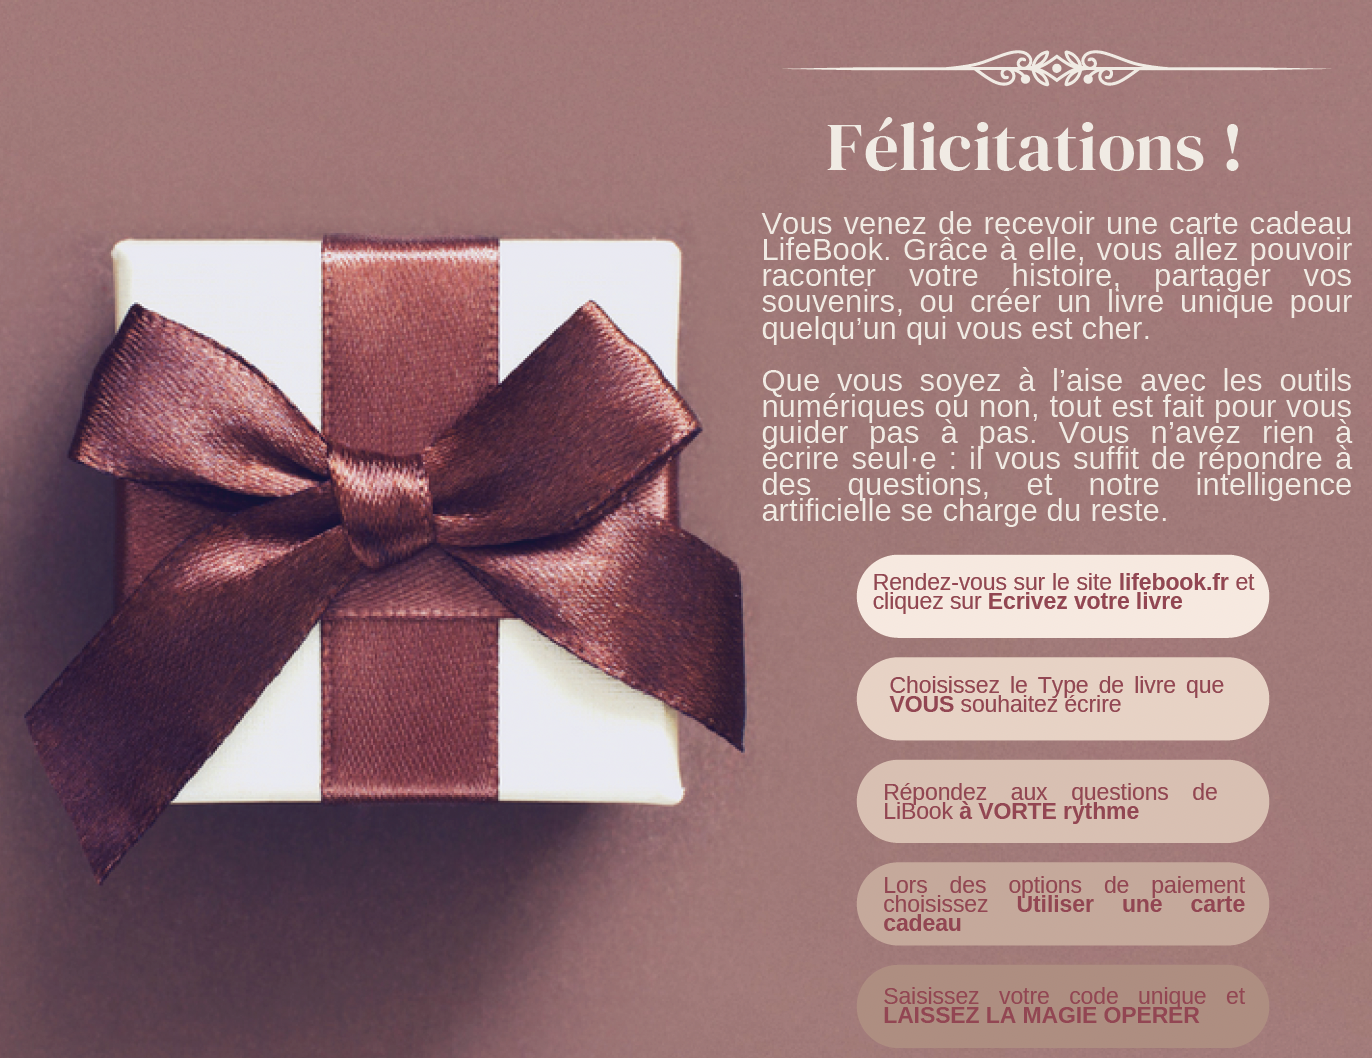 Félicitations !
Vous venez de recevoir une carte cadeau
LifeBook. Grâce à elle, vous allez pouvoir
raconter votre histoire, partager vos
souvenirs, ou créer un livre unique pour
quelqu’un qui vous est cher.
Que vous soyez à l’aise avec les outils
numériques ou non, tout est fait pour vous
guider pas à pas. Vous n’avez rien à
écrire seul·e : il vous suffit de répondre à
des questions, et notre intelligence
artificielle se charge du reste.
Rendez-vous sur le site lifebook.fr et
cliquez sur Ecrivez votre livre
Choisissez le Type de livre que
VOUS souhaitez écrire
Répondez aux questions de
LiBook à VORTE rythme
Lors des options de paiement
choisissez Utiliser une carte
cadeau
Saisissez votre code unique et
LAISSEZ LA MAGIE OPERER